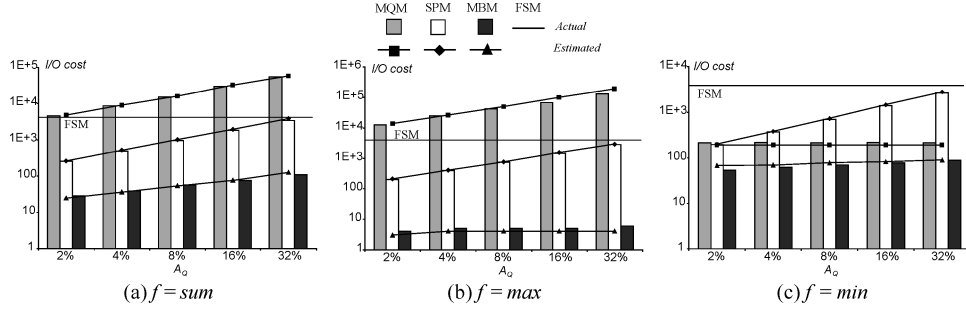 MQM SPM MBM FSM
Actual
Estimated
I/O cost
1E+5
1E+4
1E+3
100
10
1
FSM
2% 4% 8% 16% 32%
AQ
(a) f = sum
I/O cost
1E+6
1E+5
1E+4
1E+3
100
10
1
FSM
2% 4% 8% 16% 32%
AQ
(b) f = max
I/O cost
1E+4
1E+3
100
10
1
FSM
2% 4% 8% 16% 32%
AQ
(c) f = min